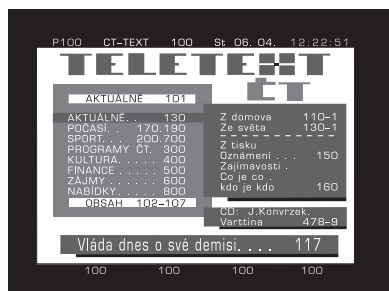 P100 CT-TEXT 100 St 06. 04. 12:22:51
TELETEXT
ČT
AKTUÁLNÉ 101
AKTUÁLNÉ. . 130
POČASÍ. . 170.190
SPORT. . . 200.700
PROGRAMY ČT. 300
KULTURA. . . . . 400
FINANCE . . . . . 500
ZÁJMY . . . . . . 600
NABÍDKY. . . . . 800
OBSAH 102-107
Z domova 110-1
Ze světa 130-1
Z tisku
Oznámeni . . . 150
Zajímavosti .
Co je co .
kdo je kdo 160
CD: J.Konvrzek.
Varttina 478-9
Vláda dnes o své demisi. . . . 117
100 100 100 100